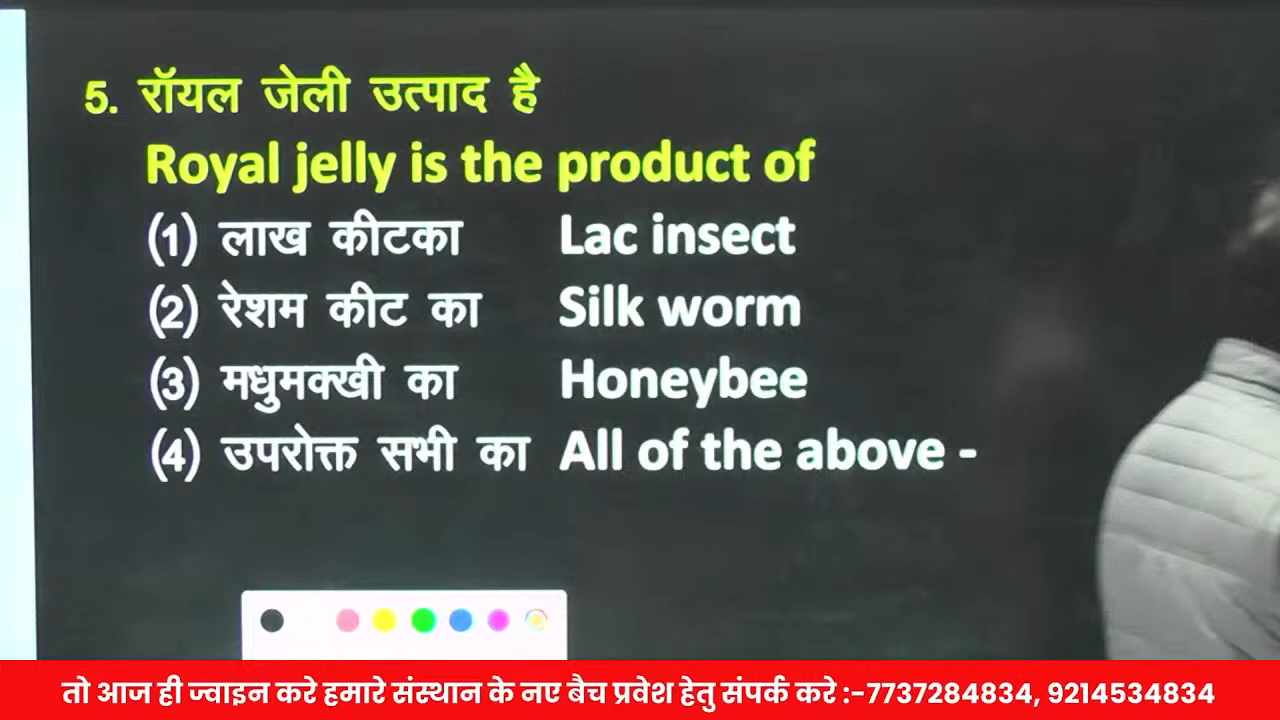 5. रॉयल जेली उत्पाद है
Royal jelly is the product of
(1) लाख कीटका Lac insect
(2) रेशम कीट का Silk worm
(3) मधुमक्खी का Honeybee
(4) उपरोक्त सभी का All of the above -
तो आज ही ज्वाइन करे हमारे संस्थान के नए बैच प्रवेश हेतु संपर्क करे :-7737284834, 9214534834